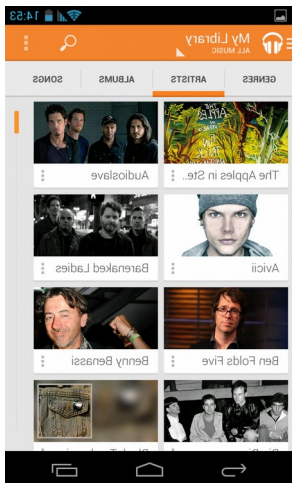 14:53
My Library
ALL MUSIC
GENRES
ARTISTS
ALBUMS
SONGS
The Apples in Ste..
Audioslave
Avicii
Barenaked Ladies
Ben Folds Five
Benny Benassi